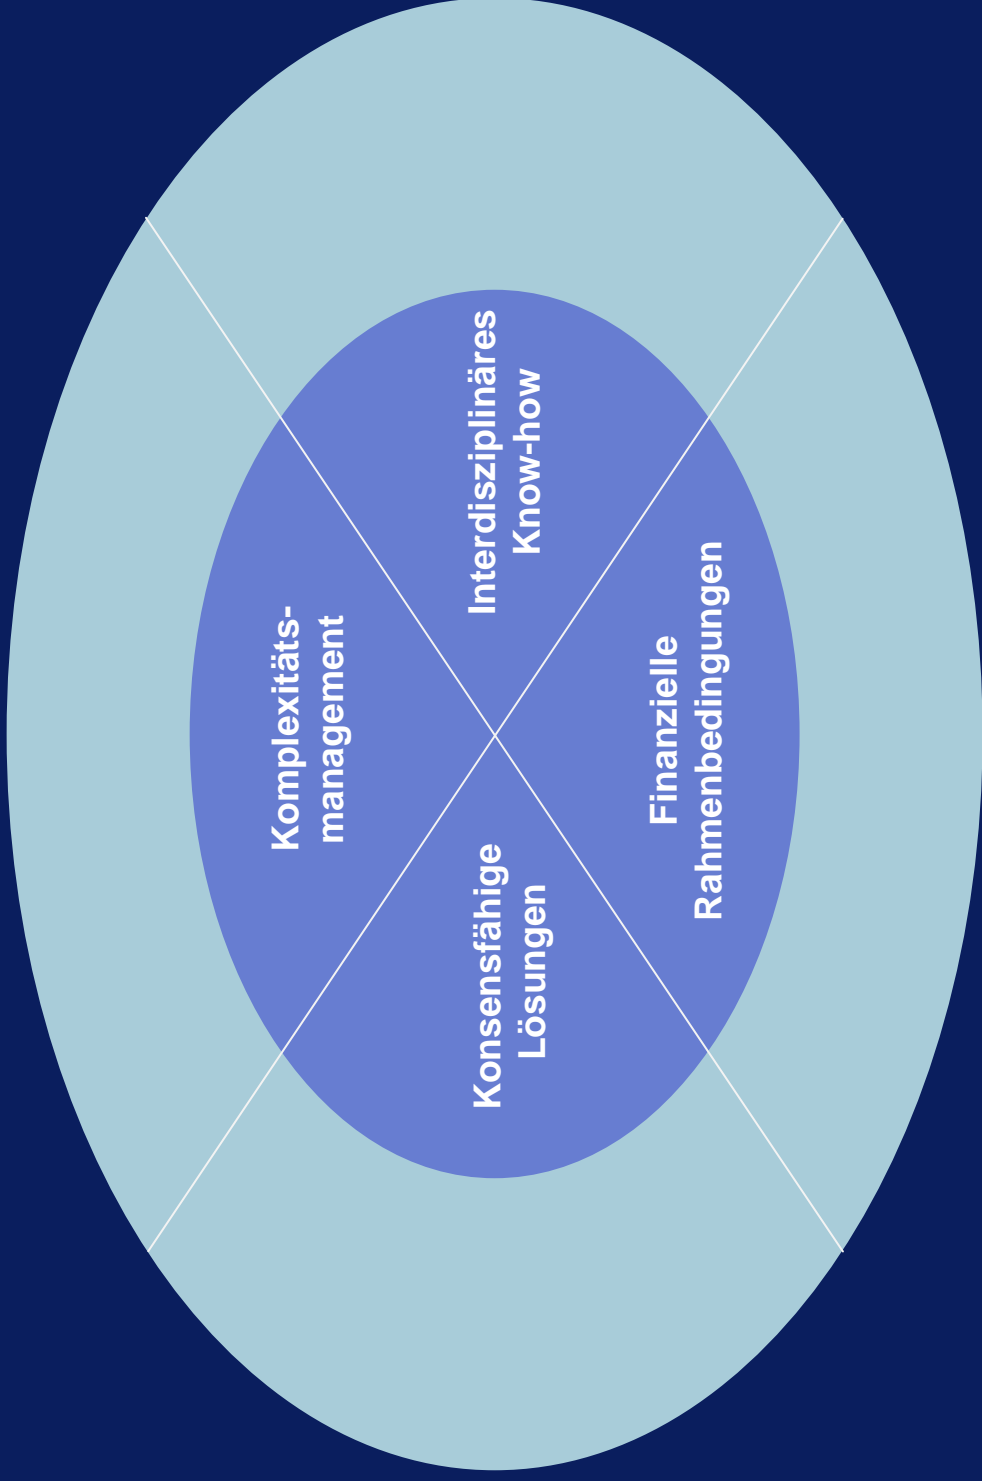 Komplexitäts-
management
Interdisziplinäres
Know-how
Konsensfähige
Lösungen
Finanzielle
Rahmenbedingungen